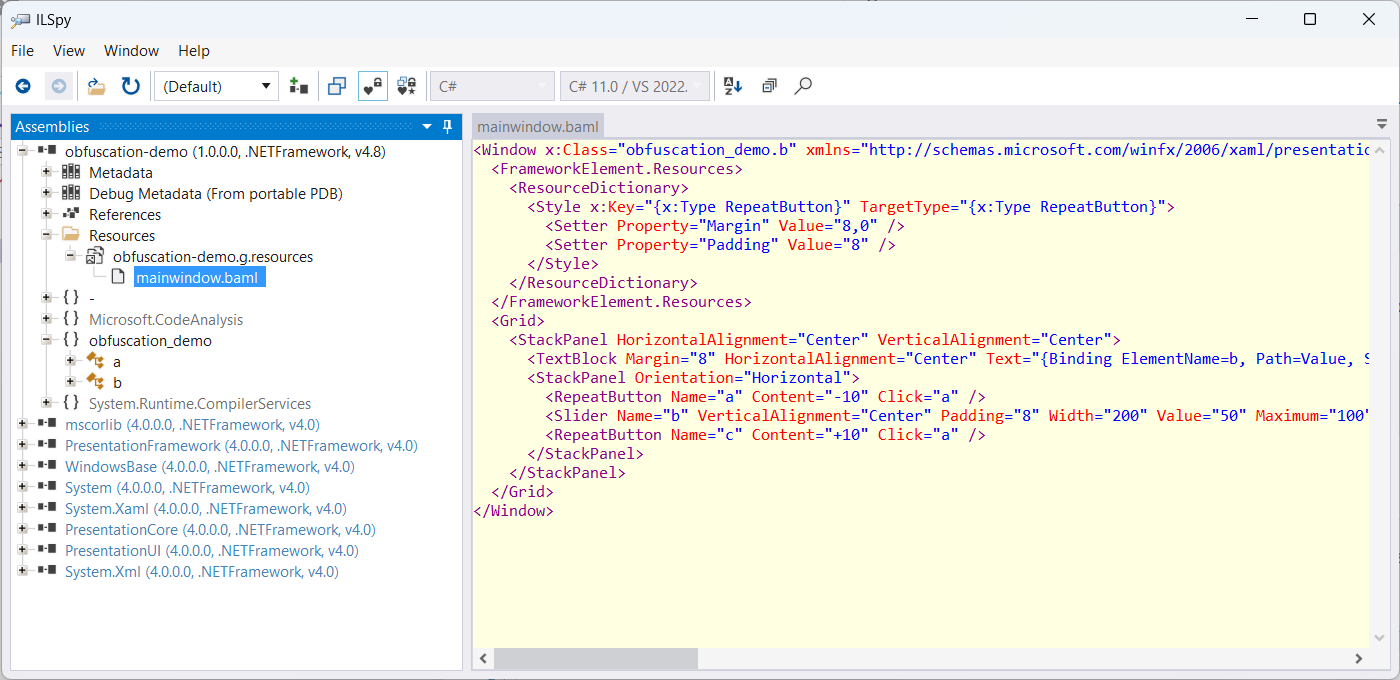 ILSpy
File View Window Help
(Default) C# C# 11.0 / VS 2022.
Assemblies
obfuscation-demo (1.0.0.0, .NETFramework, v4.8)
Metadata
Debug Metadata (From portable PDB)
References
Resources
obfuscation-demo.g.resources
mainwindow.baml
{ } -
{ } Microsoft.CodeAnalysis
{ } obfuscation_demo
a
b
{ } System.Runtime.CompilerServices
mscorlib (4.0.0.0, .NETFramework, v4.0)
PresentationFramework (4.0.0.0, .NETFramework, v4.0)
WindowsBase (4.0.0.0, .NETFramework, v4.0)
System (4.0.0.0, .NETFramework, v4.0)
System.Xaml (4.0.0.0, .NETFramework, v4.0)
PresentationCore (4.0.0.0, .NETFramework, v4.0)
PresentationUI (4.0.0.0, .NETFramework, v4.0)
System.Xml (4.0.0.0, .NETFramework, v4.0)
mainwindow.baml
<Window x:Class="obfuscation_demo.b" xmlns="http://schemas.microsoft.com/winfx/2006/xaml/presentatio
<FrameworkElement.Resources>
<ResourceDictionary>
<Style x:Key="{x:Type RepeatButton}" TargetType="{x:Type RepeatButton}">
<Setter Property="Margin" Value="8,0" />
<Setter Property="Padding" Value="8" />
</Style>
</ResourceDictionary>
</FrameworkElement.Resources>
<Grid>
<StackPanel HorizontalAlignment="Center" VerticalAlignment="Center">
<TextBlock Margin="8" HorizontalAlignment="Center" Text="{Binding ElementName=b, Path=Value, S
<StackPanel Orientation="Horizontal">
<RepeatButton Name="a" Content="-10" Click="a" />
<Slider Name="b" VerticalAlignment="Center" Padding="8" Width="200" Value="50" Maximum="100"
<RepeatButton Name="c" Content="+10" Click="a" />
</StackPanel>
</StackPanel>
</Grid>
</Window>